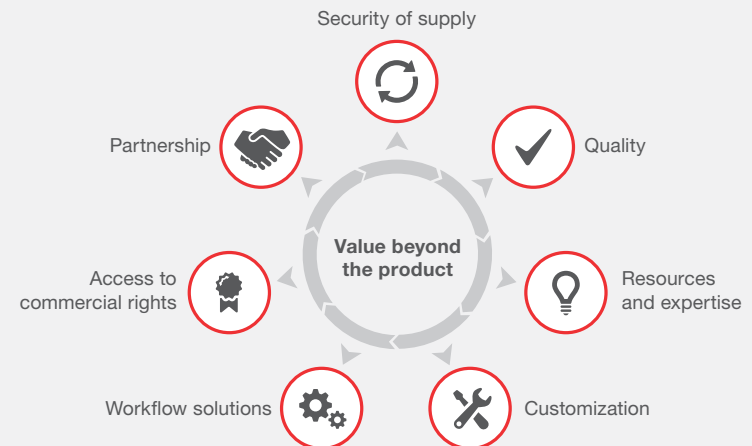 Security of supply
Partnership
Quality
Value beyond
the product
Access to
commercial rights
Resources
and expertise
Workflow solutions
Customization